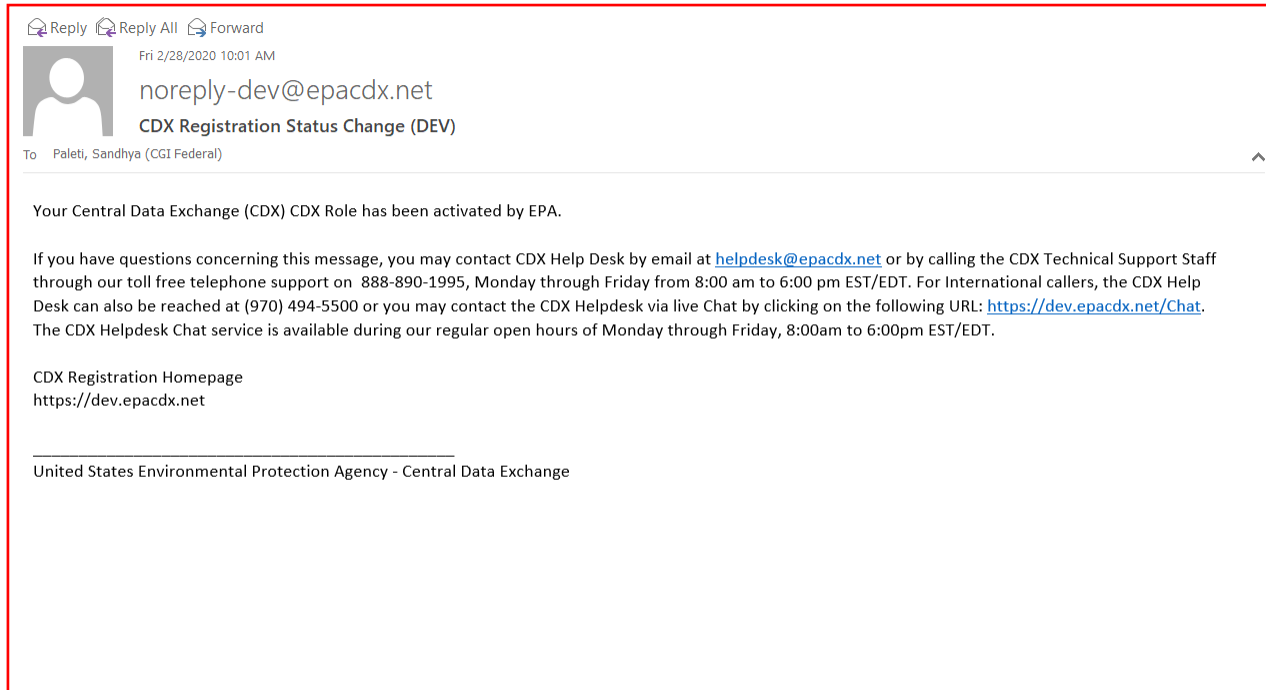 Reply Reply All Forward
Fri 2/28/2020 10:01 AM
noreply-dev@epacdx.net
CDX Registration Status Change (DEV)
To Paleti, Sandhya (CGI Federal)
Your Central Data Exchange (CDX) CDX Role has been activated by EPA.
If you have questions concerning this message, you may contact CDX Help Desk by email at helpdesk@epacdx.net or by calling the CDX Technical Support Staff
through our toll free telephone support on  888-890-1995, Monday through Friday from 8:00 am to 6:00 pm EST/EDT. For International callers, the CDX Help
Desk can also be reached at (970) 494-5500 or you may contact the CDX Helpdesk via live Chat by clicking on the following URL: https://dev.epacdx.net/Chat.
The CDX Helpdesk Chat service is available during our regular open hours of Monday through Friday, 8:00am to 6:00pm EST/EDT.
CDX Registration Homepage
https://dev.epacdx.net
United States Environmental Protection Agency - Central Data Exchange